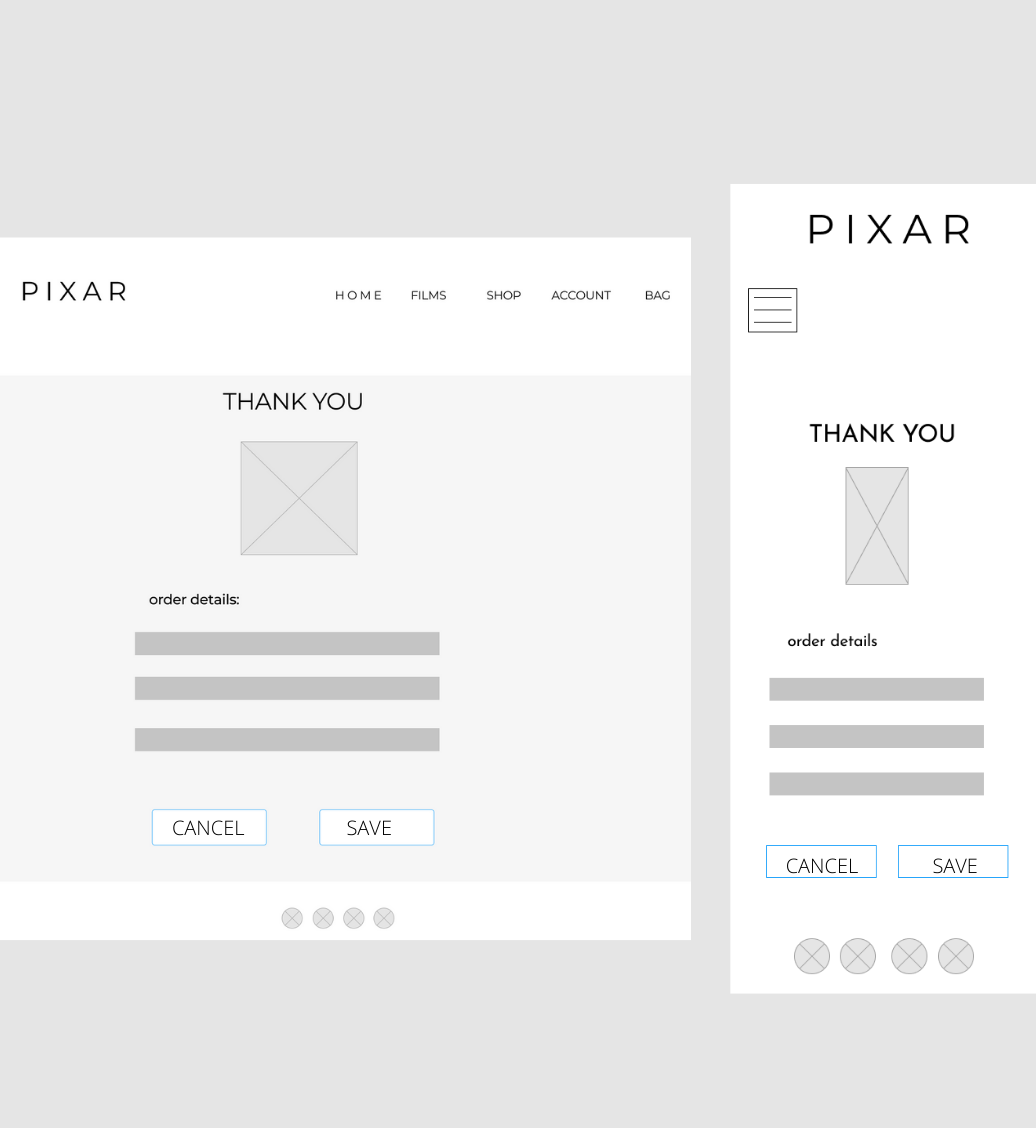 PIXAR
HOME FILMS SHOP ACCOUNT BAG
THANK YOU
order details:
CANCEL SAVE
PIXAR
THANK YOU
order details
CANCEL SAVE